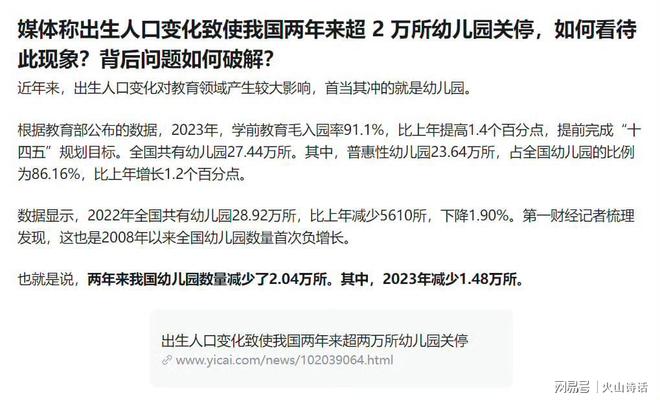 媒体称出生人口变化致使我国两年来超 2 万所幼儿园关停，如何看待
此现象？背后问题如何破解？
近年来，出生人口变化对教育领域产生较大影响，首当其冲的就是幼儿园。
根据教育部公布的数据，2023年，学前教育毛入园率91.1%，比上年提高1.4个百分点，提前完成“十
四五”规划目标。全国共有幼儿园27.44万所。其中，普惠性幼儿园23.64万所，占全国幼儿园的比例
为86.16%，比上年增长1.2个百分点。
数据显示，2022年全国共有幼儿园28.92万所，比上年减少5610所，下降1.90%。第一财经记者梳理
发现，这也是2008年以来全国幼儿园数量首次负增长。
也就是说，两年来我国幼儿园数量减少了2.04万所。其中，2023年减少1.48万所。
出生人口变化致使我国两年来超两万所幼儿园关停
www.yicai.com/news/102039064.html
网易号 | 火山诗话